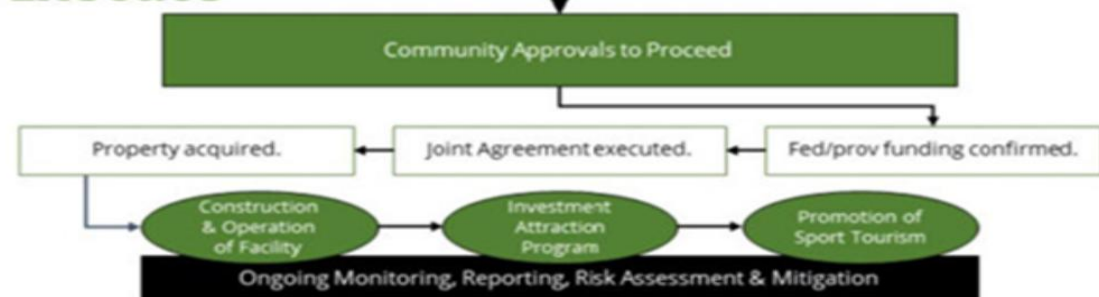 Community Approvals to Proceed
Property acquired.
Joint Agreement executed.
Fed/prov funding confirmed.
Construction
& Operation
of Facility
Investment
Attraction
Program
Promotion of
Sport Tourism
Ongoing Monitoring, Reporting, Risk Assessment & Mitigation